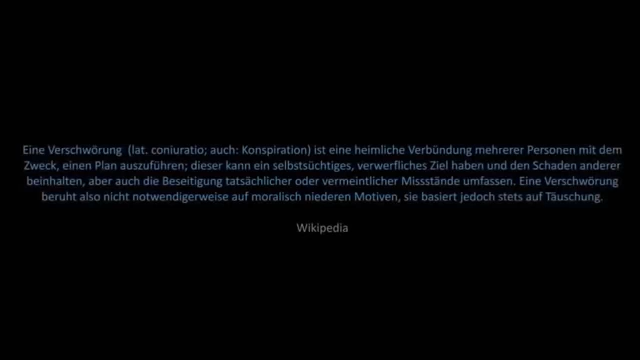 Eine Verschwörung  (lat. coniuratio; auch: Konspiration) ist eine heimliche Verbündung mehrerer Personen mit dem
Zweck, einen Plan auszuführen; dieser kann ein selbstsüchtiges, verwerfliches Ziel haben und den Schaden anderer
beinhalten, aber auch die Beseitigung tatsächlicher oder vermeintlicher Missstände umfassen. Eine Verschwörung
beruht also nicht notwendigerweise auf moralisch niederen Motiven, sie basiert jedoch stets auf Täuschung.
Wikipedia